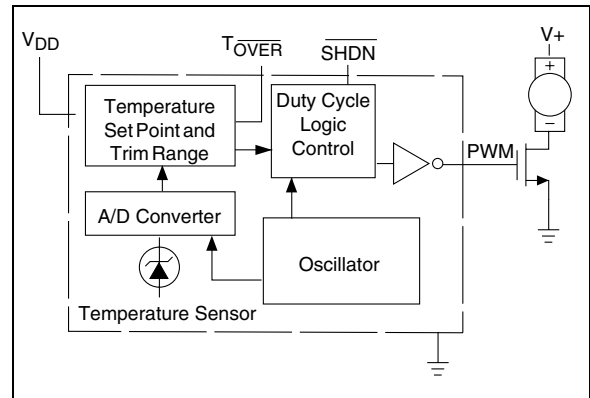 VDD
TOVER
SHDN
V+
+
−
Temperature
Set Point and
Trim Range
Duty Cycle
Logic
Control
PWM
A/D Converter
Oscillator
Temperature Sensor